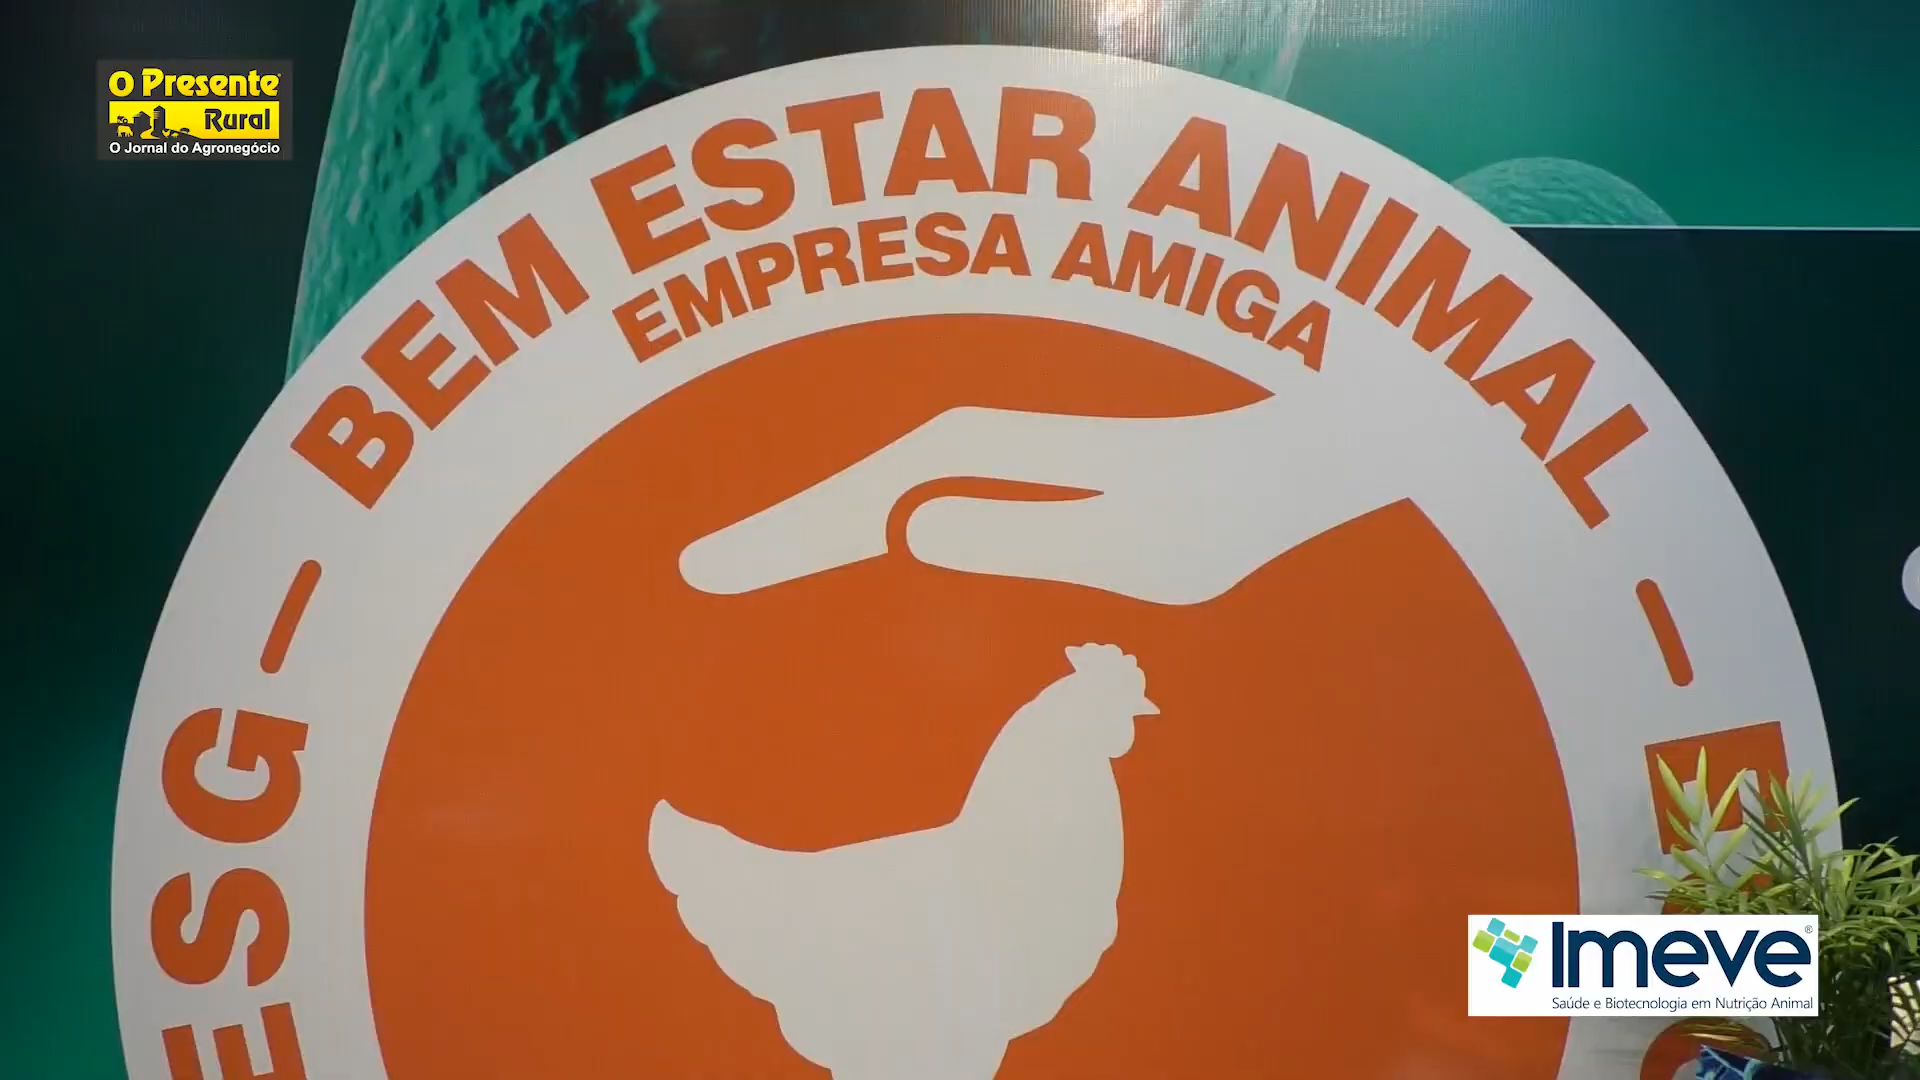 O Presente
Rural
O Jornal do Agronegócio
BEM ESTAR ANIMAL
EMPRESA AMIGA
ESG
Imeve®
Saúde e Biotecnologia em Nutrição Animal